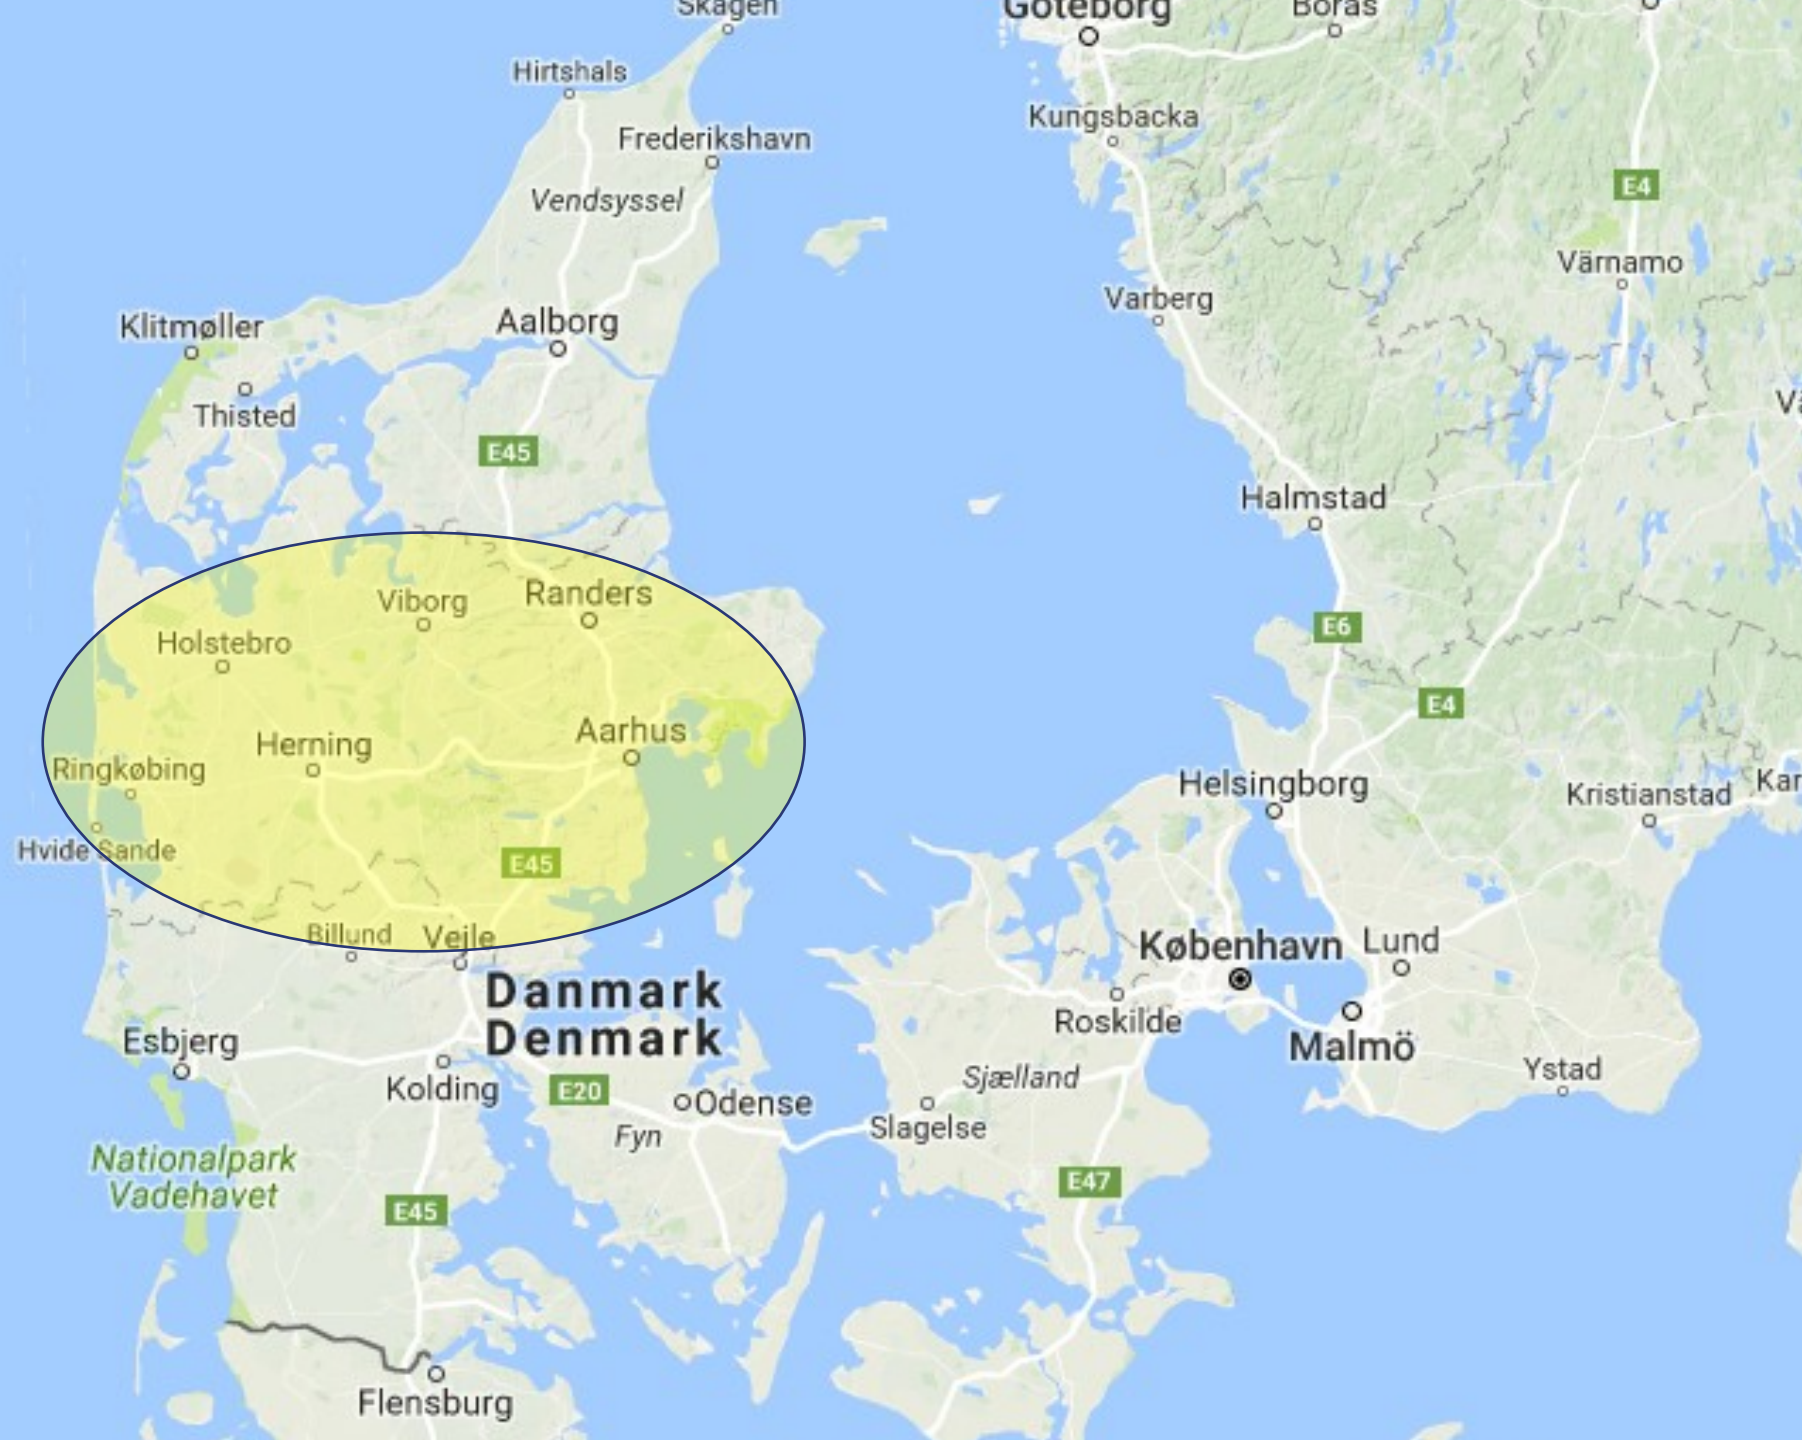 Skagen
Göteborg
Borås
Hirtshals
Kungsbacka
Frederikshavn
E4
Vendsyssel
Värnamo
Varberg
Klitmøller
Aalborg
Thisted
E45
Halmstad
Viborg
Randers
E6
Holstebro
E4
Aarhus
Herning
Ringkøbing
Helsingborg
Kristianstad
Hvide Sande
E45
Billund
Vejle
København
Lund
Danmark
Denmark
Roskilde
Malmö
Esbjerg
Kolding
E20
Odense
Sjælland
Ystad
Fyn
Slagelse
Nationalpark
Vadehavet
E45
E47
Flensburg